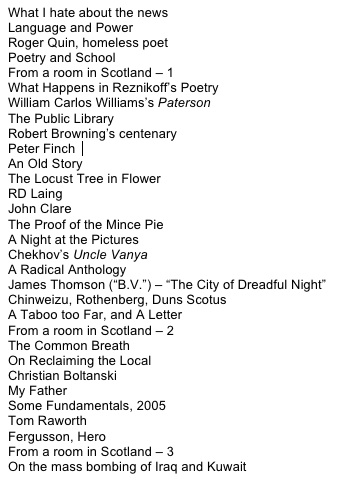 What I hate about the news
Language and Power
Roger Quin, homeless poet
Poetry and School
From a room in Scotland – 1
What Happens in Reznikoff's Poetry
William Carlos Williams's Paterson
The Public Library
Robert Browning's centenary
Peter Finch
An Old Story
The Locust Tree in Flower
RD Laing
John Clare
The Proof of the Mince Pie
A Night at the Pictures
Chekhov's Uncle Vanya
A Radical Anthology
James Thomson ("B.V.") – "The City of Dreadful Night"
Chinweizu, Rothenberg, Duns Scotus
A Taboo too Far, and A Letter
From a room in Scotland – 2
The Common Breath
On Reclaiming the Local
Christian Boltanski
My Father
Some Fundamentals, 2005
Tom Raworth
Fergusson, Hero
From a room in Scotland – 3
On the mass bombing of Iraq and Kuwait